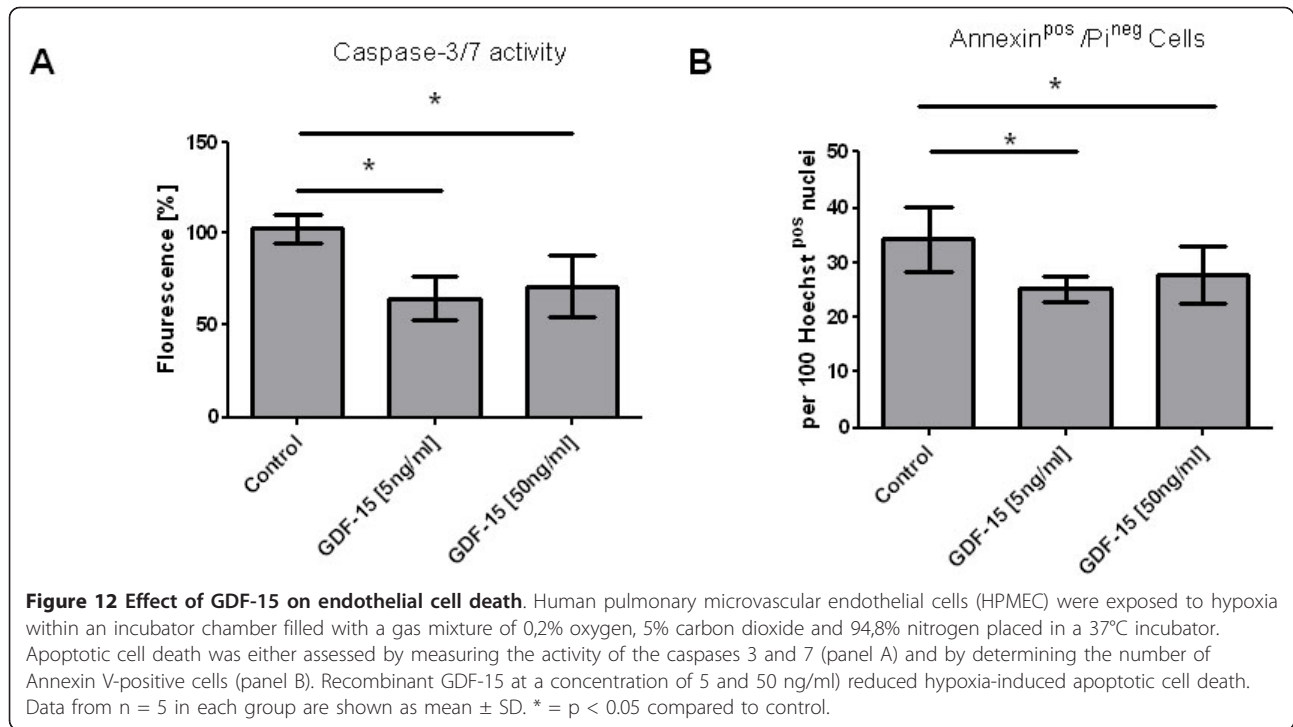 A
Caspase-3/7 activity
*
*
Flourescence [%]
150
100
50
0
Control
GDF-15 [5ng/ml]
GDF-15 [50ng/ml]
B
Annexin^pos /Pi^neg Cells
*
*
per 100 Hoechst^pos nuclei
50
40
30
20
10
0
Control
GDF-15 [5ng/ml]
GDF-15 [50ng/ml]
Figure 12 Effect of GDF-15 on endothelial cell death. Human pulmonary microvascular endothelial cells (HPMEC) were exposed to hypoxia
within an incubator chamber filled with a gas mixture of 0,2% oxygen, 5% carbon dioxide and 94,8% nitrogen placed in a 37°C incubator.
Apoptotic cell death was either assessed by measuring the activity of the caspases 3 and 7 (panel A) and by determining the number of
Annexin V-positive cells (panel B). Recombinant GDF-15 at a concentration of 5 and 50 ng/ml) reduced hypoxia-induced apoptotic cell death.
Data from n = 5 in each group are shown as mean ± SD. * = p < 0.05 compared to control.